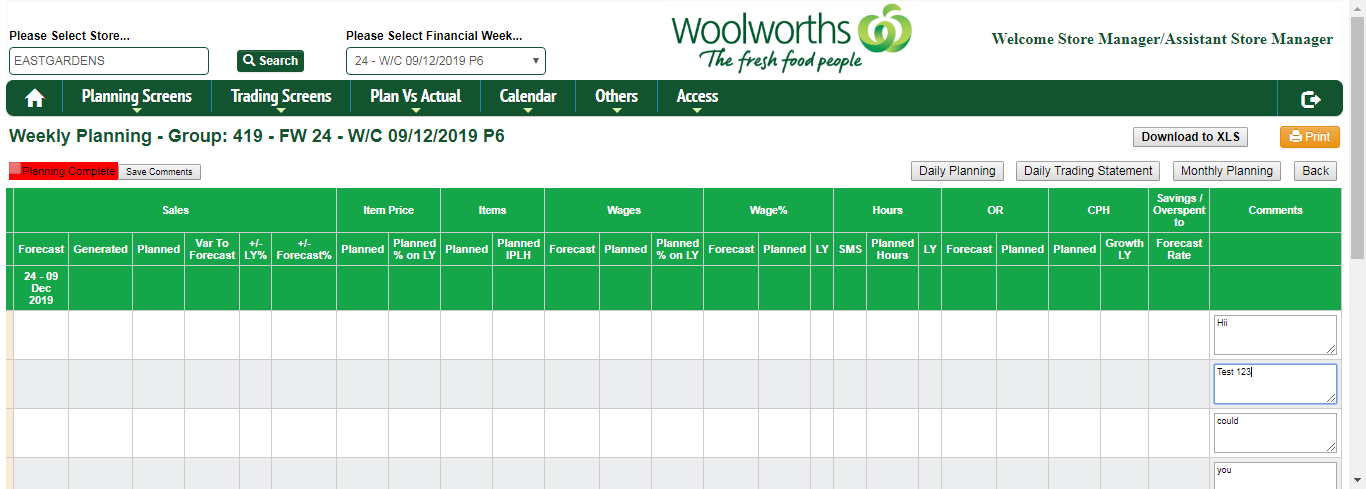 Please Select Store...
EASTGARDENS
Search
Please Select Financial Week...
24 - W/C 09/12/2019 P6
Woolworths
The fresh food people
Welcome Store Manager/Assistant Store Manager
Planning Screens Trading Screens Plan Vs Actual Calendar Others Access
Weekly Planning - Group: 419 - FW 24 - W/C 09/12/2019 P6
Download to XLS
Print
Planning Complete
Save Comments
Daily Planning
Daily Trading Statement
Monthly Planning
Back
Sales
Item Price
Items
Wages
Wage%
Hours
OR
CPH
Savings /
Overspent
to
Comments
Forecast
Generated
Planned
Var To
Forecast
+/-
LY%
+/-
Forecast%
Planned
Planned
% on LY
Planned
Planned
IPLH
Forecast
Planned
Planned
% on LY
Forecast
Planned
LY
SMS
Planned
Hours
LY
Forecast
Planned
Planned
Growth
LY
Forecast
Rate
24 - 09
Dec
2019
Hii
Test 123
could
you